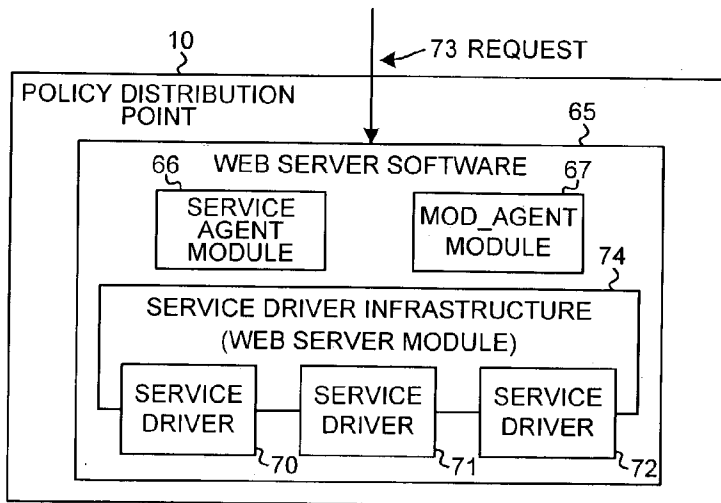 10
73 REQUEST
POLICY DISTRIBUTION
POINT
65
WEB SERVER SOFTWARE
66
SERVICE
AGENT
MODULE
67
MOD_AGENT
MODULE
74
SERVICE DRIVER INFRASTRUCTURE
(WEB SERVER MODULE)
SERVICE
DRIVER
70
SERVICE
DRIVER
71
SERVICE
DRIVER
72